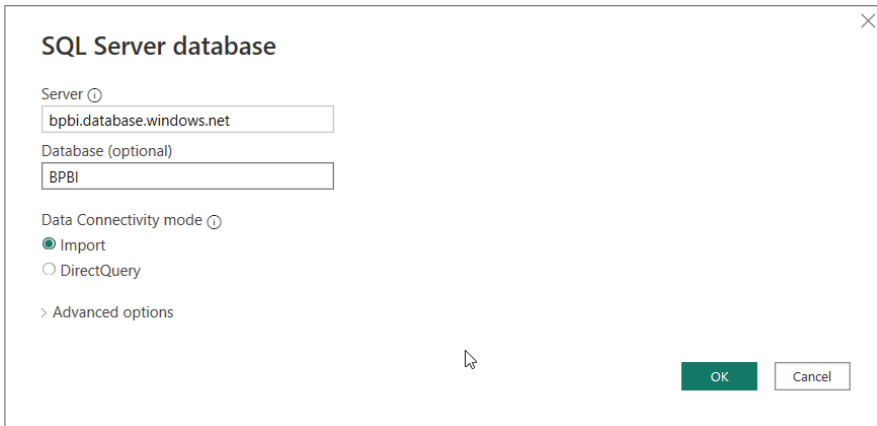 SQL Server database
Server
bpbi.database.windows.net
Database (optional)
BPBI
Data Connectivity mode
Import
DirectQuery
Advanced options
OK Cancel